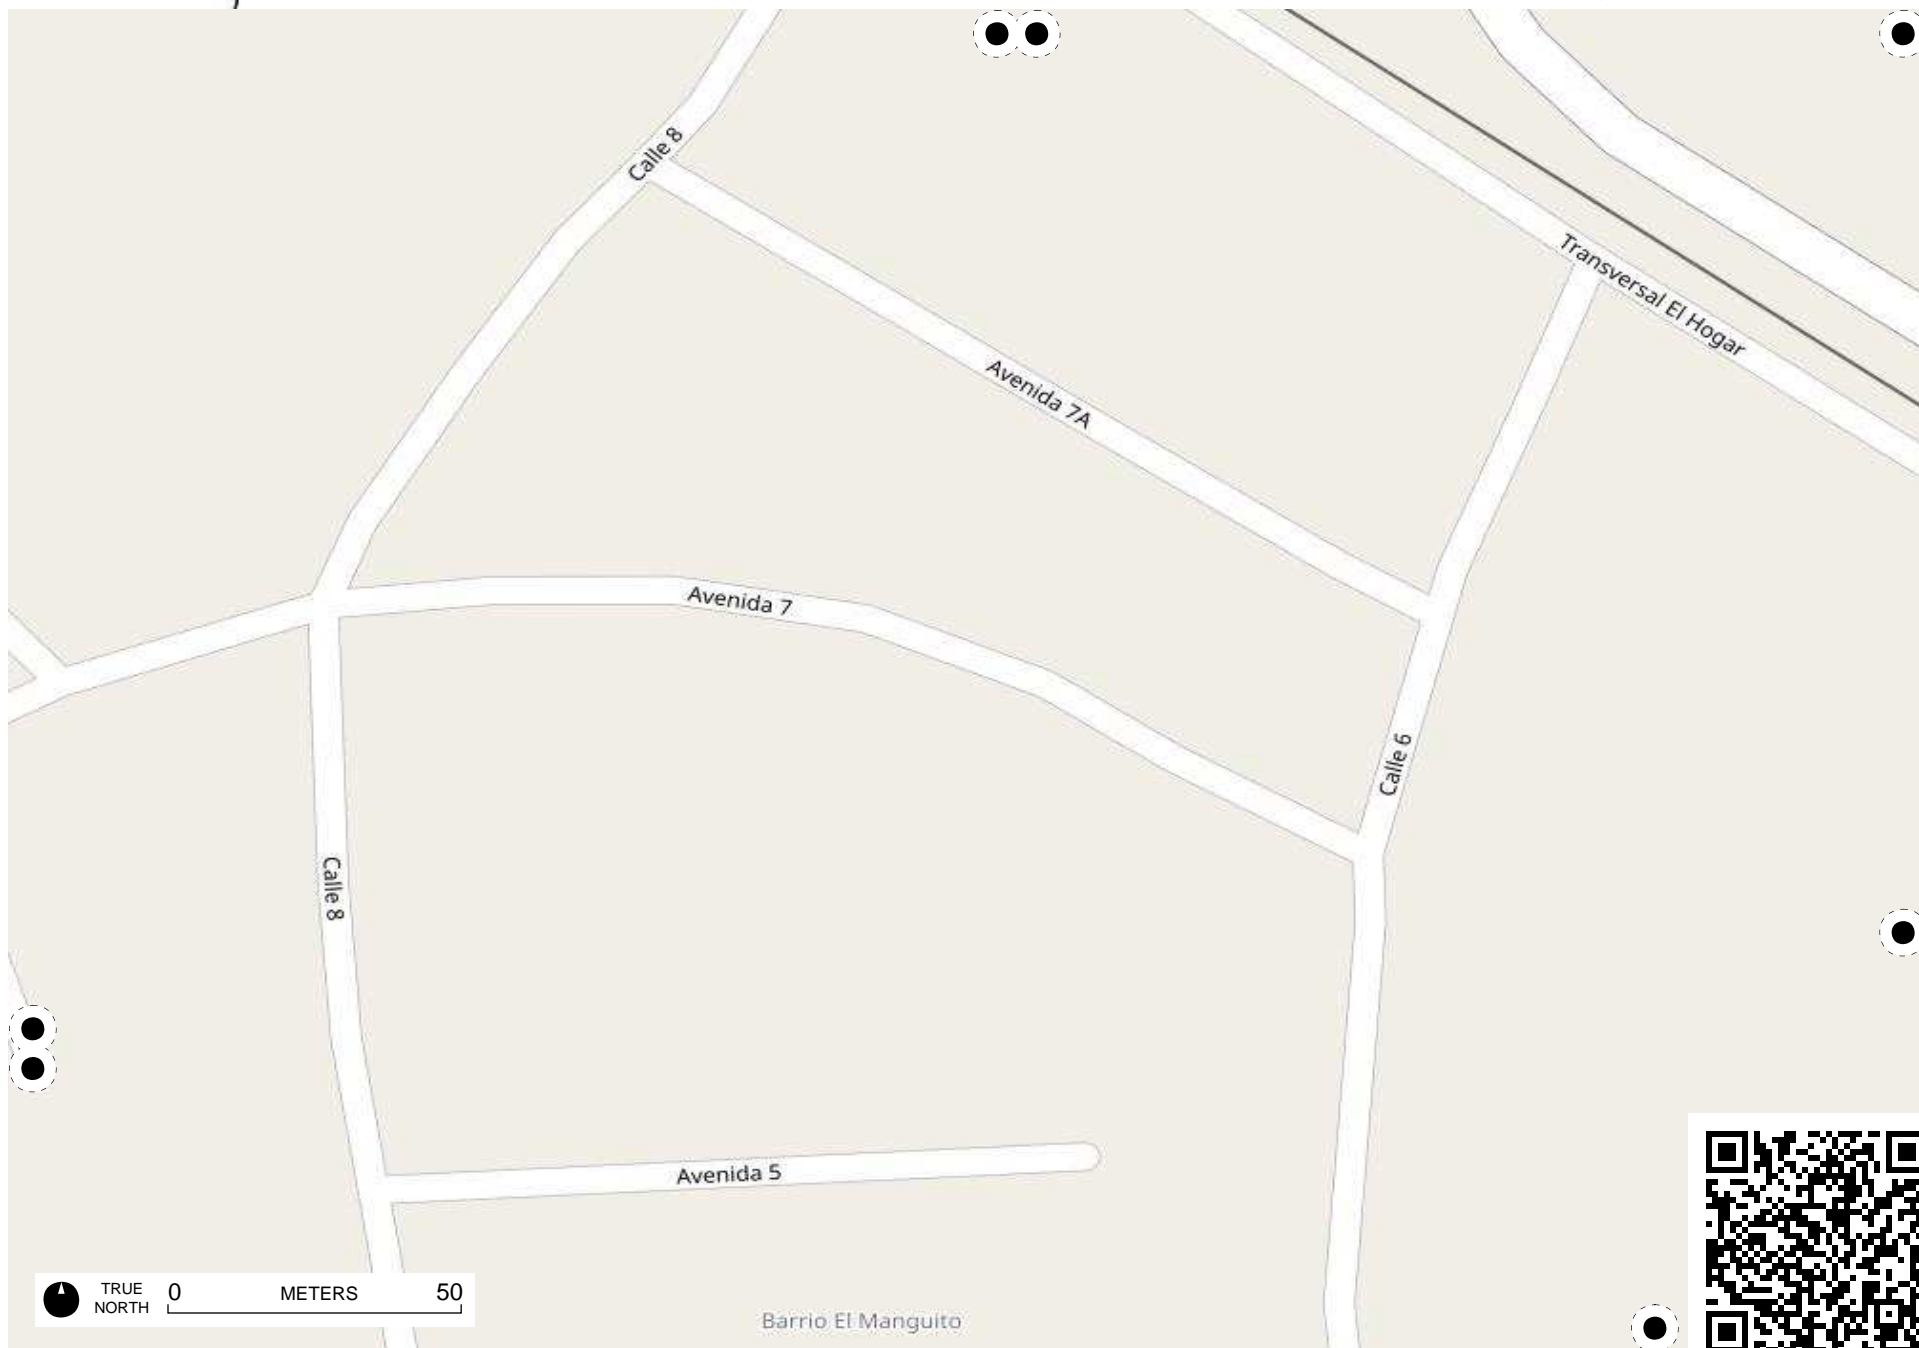 Calle 8
Transversal El Hogar
Avenida 7A
Avenida 7
Calle 6
Calle 8
Avenida 5
TRUE
NORTH
0 METERS 50
Barrio El Manguito